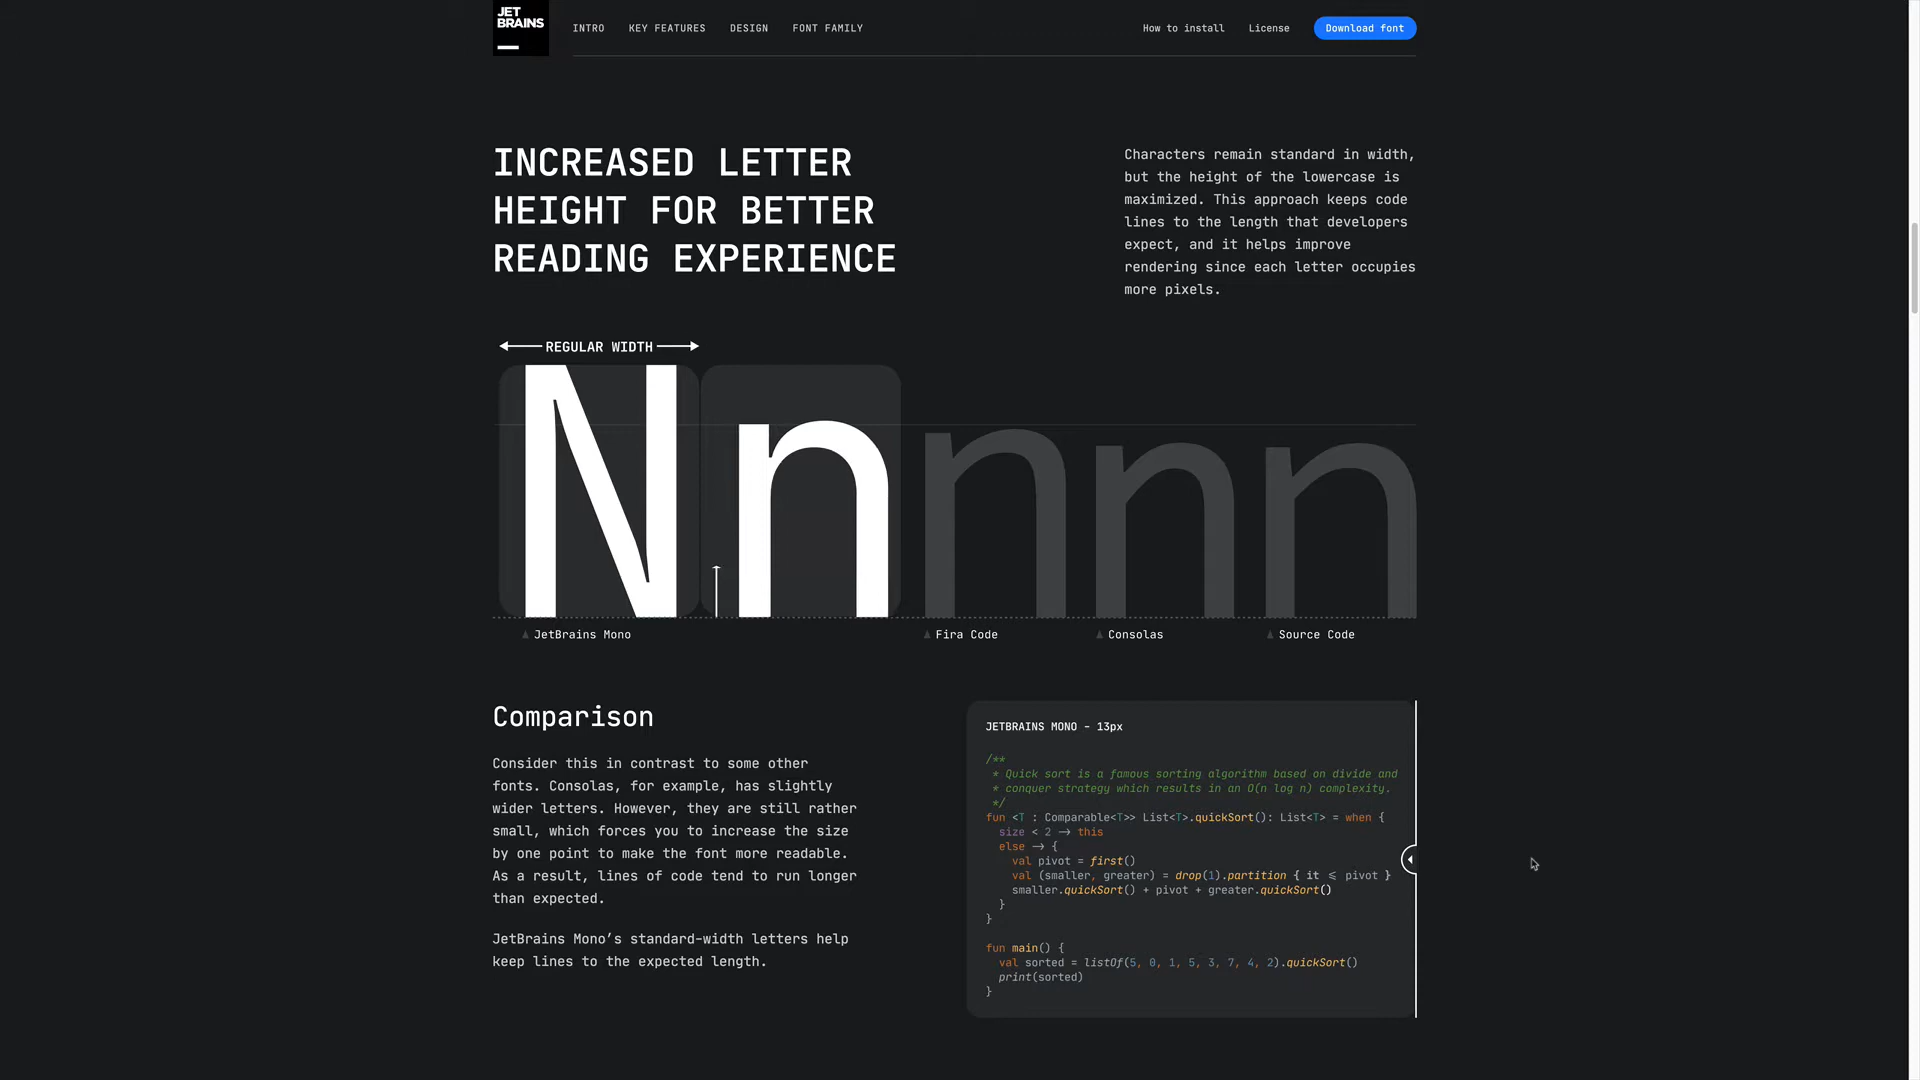 JET
BRAINS
INTRO KEY FEATURES DESIGN FONT FAMILY
How to install License Download font
INCREASED LETTER
HEIGHT FOR BETTER
READING EXPERIENCE
Characters remain standard in width,
but the height of the lowercase is
maximized. This approach keeps code
lines to the length that developers
expect, and it helps improve
rendering since each letter occupies
more pixels.
REGULAR WIDTH
N n n n n
JetBrains Mono Fira Code Consolas Source Code
Comparison
Consider this in contrast to some other
fonts. Consolas, for example, has slightly
wider letters. However, they are still rather
small, which forces you to increase the size
by one point to make the font more readable.
As a result, lines of code tend to run longer
than expected.
JetBrains Mono’s standard-width letters help
keep lines to the expected length.
JETBRAINS MONO – 13px
/**
 * Quick sort is a famous sorting algorithm based on divide and
 * conquer strategy which results in an O(n log n) complexity.
 */
fun <T : Comparable<T>> List<T>.quickSort(): List<T> = when {
  size < 2 → this
  else → {
    val pivot = first()
    val (smaller, greater) = drop(1).partition { it ⩽ pivot }
    smaller.quickSort() + pivot + greater.quickSort()
  }
}
fun main() {
  val sorted = listOf(5, 0, 1, 5, 3, 7, 4, 2).quickSort()
  print(sorted)
}